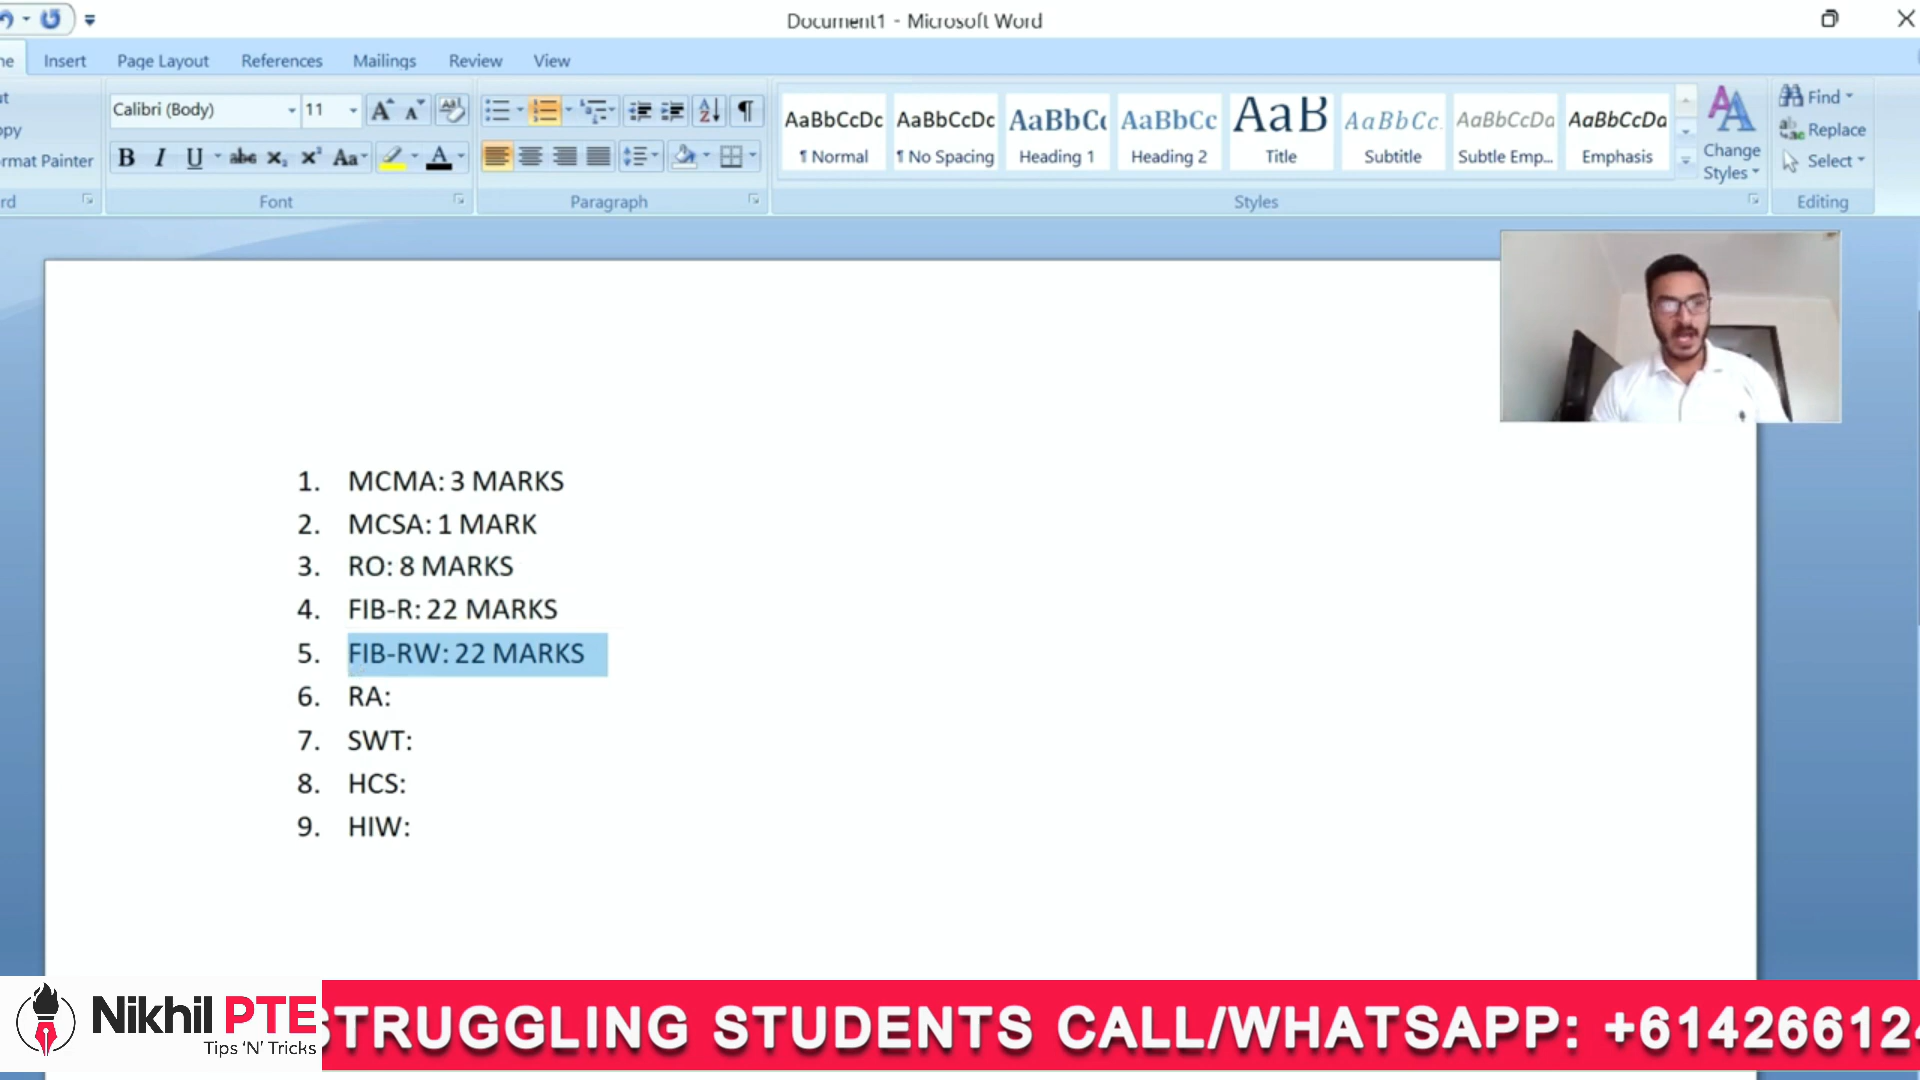 Document1 - Microsoft Word
Insert Page Layout References Mailings Review View
Calibri (Body) 11
AaBbCcDc AaBbCcDc AaBbCc AaBbCc AaB AaBbCc. AaBbCcDa AaBbCcDa
¶ Normal ¶ No Spacing Heading 1 Heading 2 Title Subtitle Subtle Emp... Emphasis
Change
Styles
Find
Replace
Select
Format Painter
Font Paragraph Styles Editing
1. MCMA: 3 MARKS
2. MCSA: 1 MARK
3. RO: 8 MARKS
4. FIB-R: 22 MARKS
5. FIB-RW: 22 MARKS
6. RA:
7. SWT:
8. HCS:
9. HIW:
Nikhil PTE
Tips 'N' Tricks
STRUGGLING STUDENTS CALL/WHATSAPP: +614266124